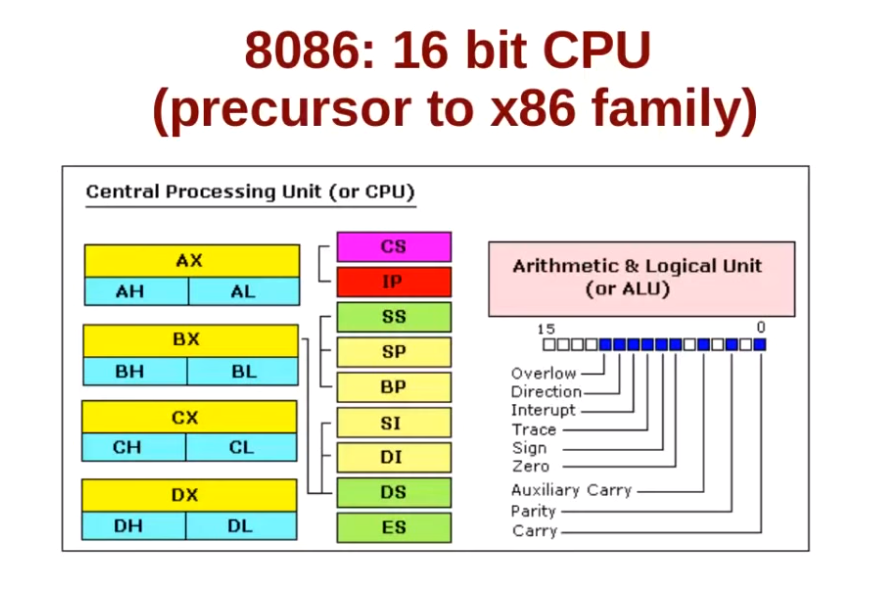 8086: 16 bit CPU
(precursor to x86 family)
Central Processing Unit (or CPU)
AX
AH AL
BX
BH BL
CX
CH CL
DX
DH DL
CS
IP
SS
SP
BP
SI
DI
DS
ES
Arithmetic & Logical Unit
(or ALU)
15 0
Overlow
Direction
Interupt
Trace
Sign
Zero
Auxiliary Carry
Parity
Carry